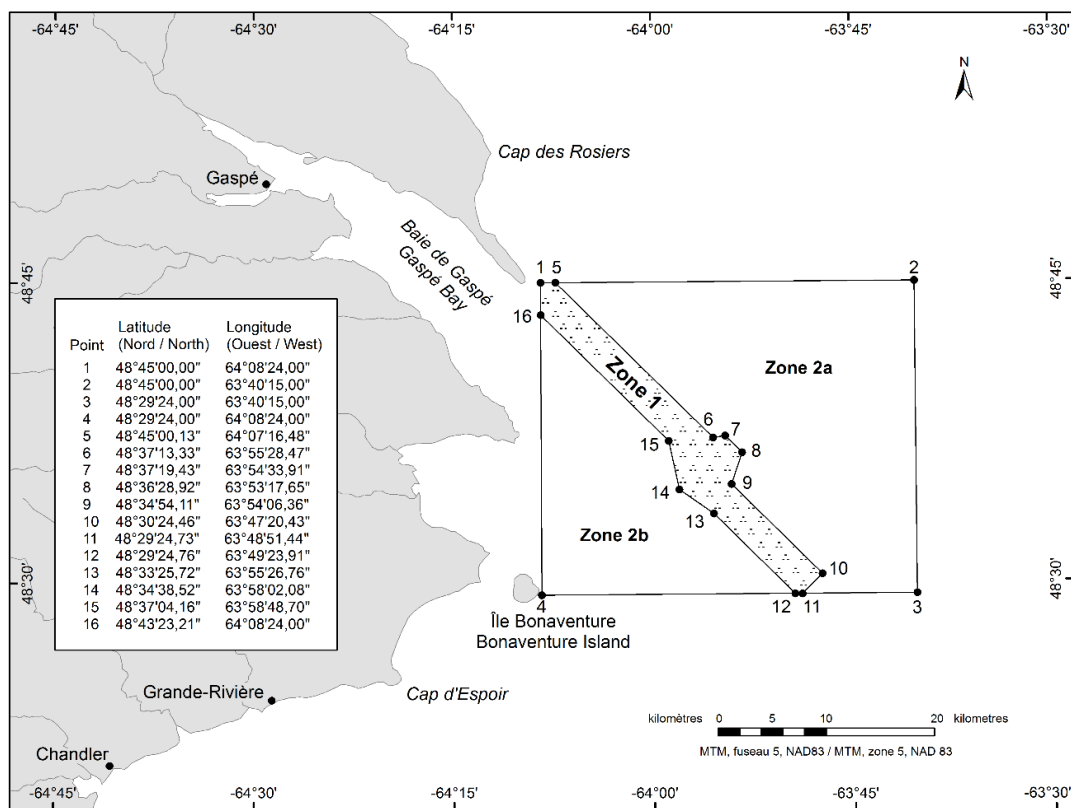 -64°45' -64°30' -64°15' -64°00' -63°45' -63°30'
N
Cap des Rosiers
Gaspé
Baie de Gaspé
Gaspé Bay
48°45'
48°45'
1 5 2
16
Zone 1
Zone 2a
6 7
8
15
9
14
13
Zone 2b
10
48°30'
48°30'
4 12 11 3
Île Bonaventure
Bonaventure Island
Latitude Longitude
Point (Nord / North) (Ouest / West)
1 48°45'00,00" 64°08'24,00"
2 48°45'00,00" 63°40'15,00"
3 48°29'24,00" 63°40'15,00"
4 48°29'24,00" 64°08'24,00"
5 48°45'00,13" 64°07'16,48"
6 48°37'13,33" 63°55'28,47"
7 48°37'19,43" 63°54'33,91"
8 48°36'28,92" 63°53'17,65"
9 48°34'54,11" 63°54'06,36"
10 48°30'24,46" 63°47'20,43"
11 48°29'24,73" 63°48'51,44"
12 48°29'24,76" 63°49'23,91"
13 48°33'25,72" 63°55'26,76"
14 48°34'38,52" 63°58'02,08"
15 48°37'04,16" 63°58'48,70"
16 48°43'23,21" 64°08'24,00"
Grande-Rivière
Cap d'Espoir
Chandler
kilomètres 0 5 10 20 kilometres
MTM, fuseau 5, NAD83 / MTM, zone 5, NAD 83
-64°45' -64°30' -64°15' -64°00' -63°45' -63°30'